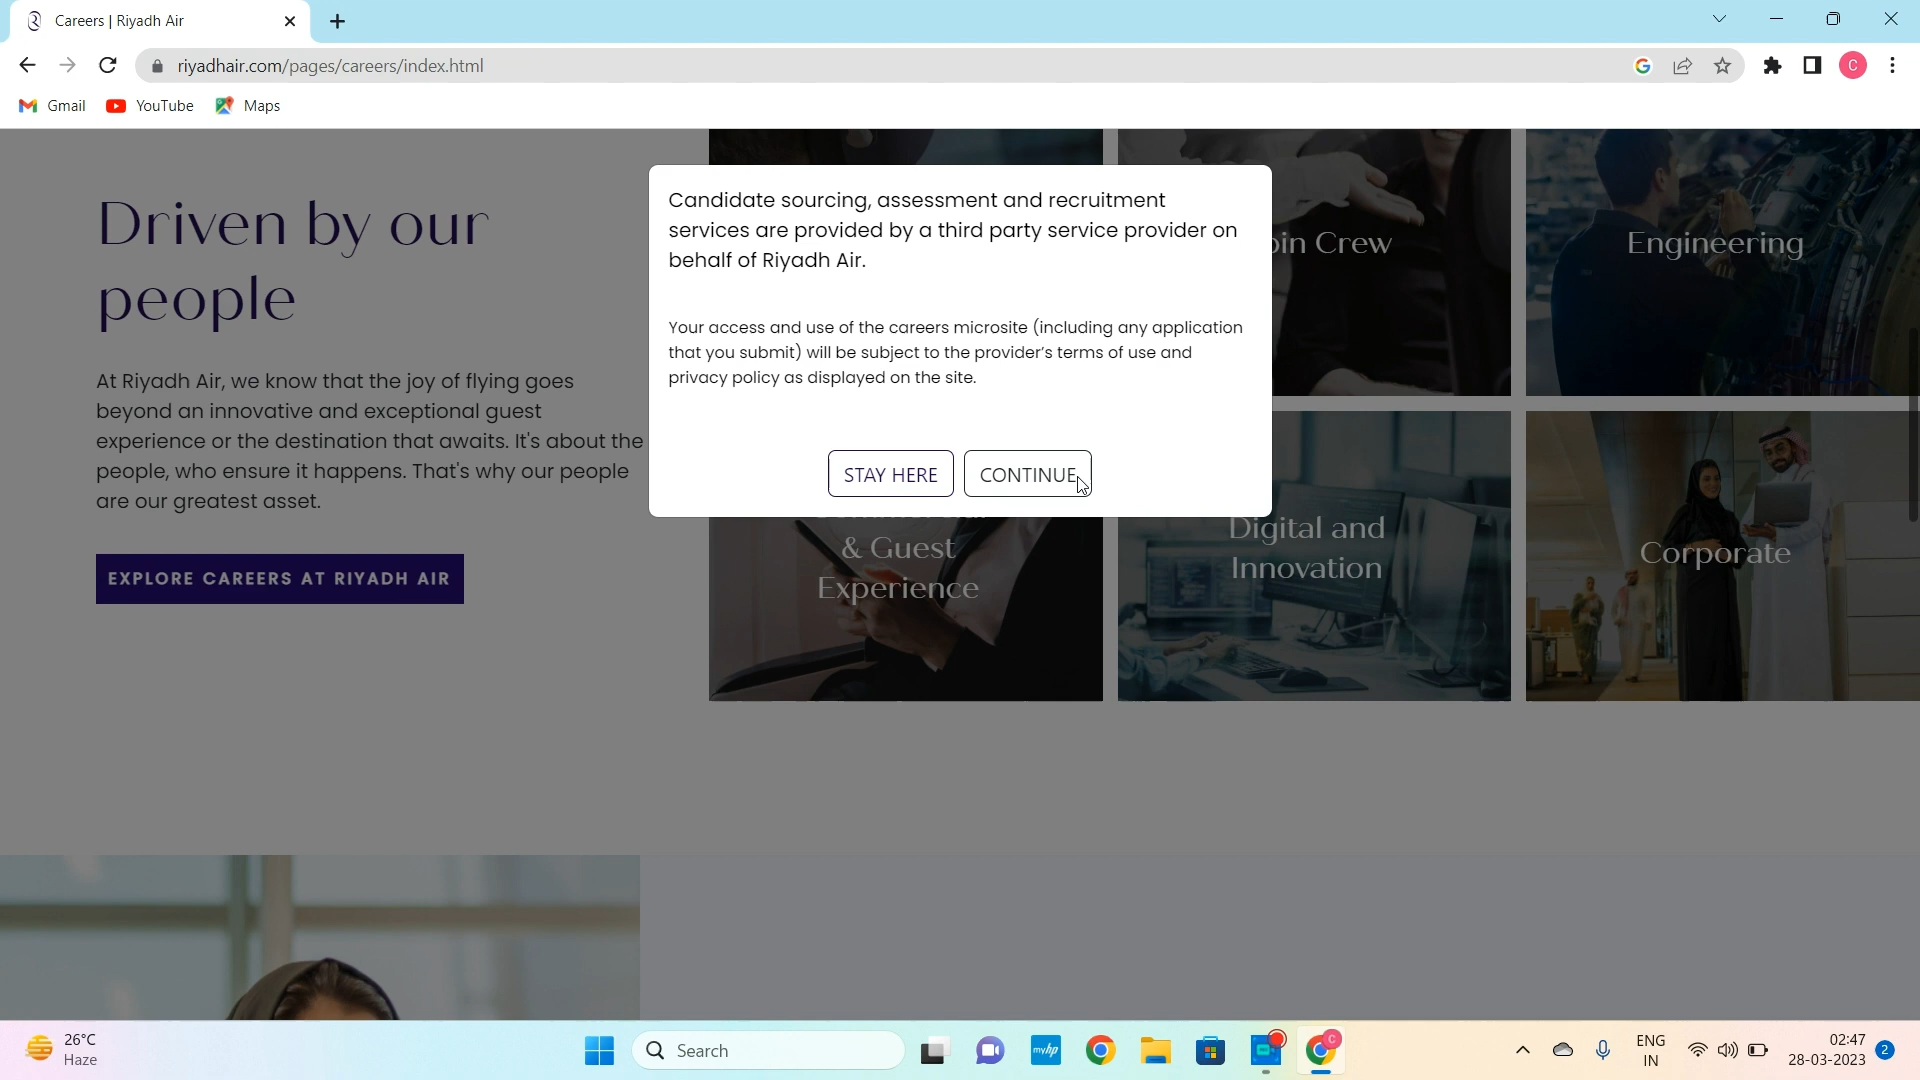 Careers | Riyadh Air
riyadhair.com/pages/careers/index.html
C
Gmail
YouTube
Maps
Driven by our
people
At Riyadh Air, we know that the joy of flying goes
beyond an innovative and exceptional guest
experience or the destination that awaits. It's about the
people, who ensure it happens. That's why our people
are our greatest asset.
EXPLORE CAREERS AT RIYADH AIR
Candidate sourcing, assessment and recruitment
services are provided by a third party service provider on
behalf of Riyadh Air.
Your access and use of the careers microsite (including any application
that you submit) will be subject to the provider's terms of use and
privacy policy as displayed on the site.
STAY HERE
CONTINUE
Crew
Engineering
& Guest
Experience
Digital and
Innovation
Corporate
26°C
Haze
Search
myhp
C
ENG
IN
02:47
28-03-2023
2